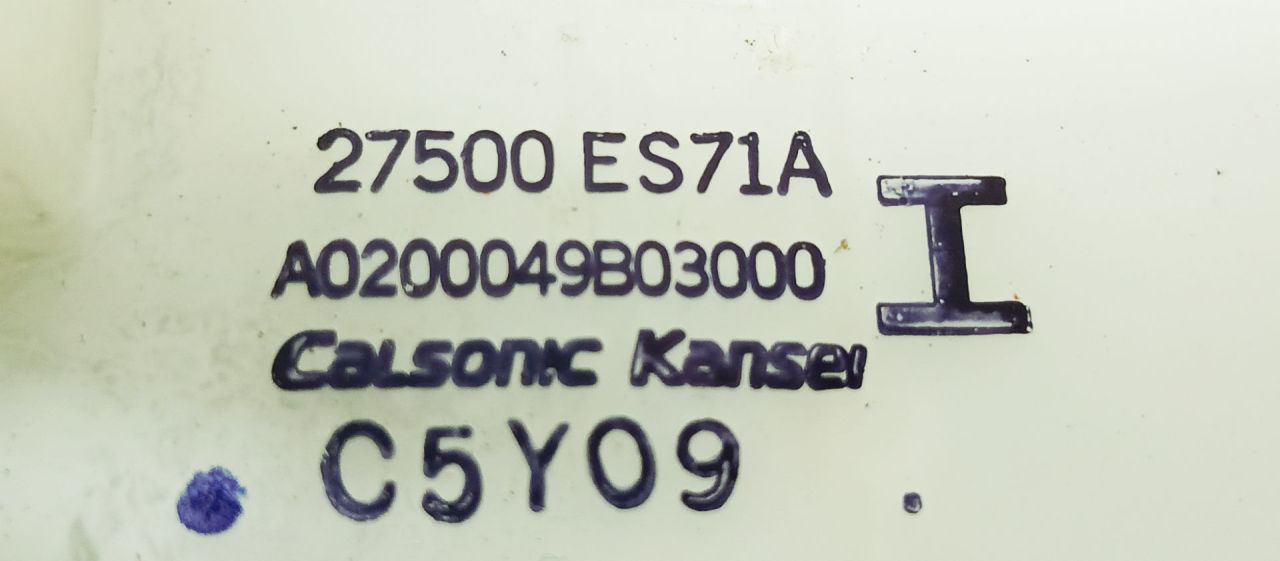 27500 ES71A
I
A0200049B03000
Calsonic Kansei
C5Y09